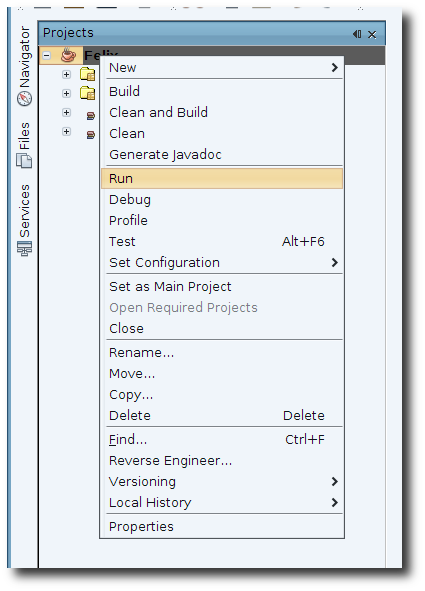 Projects
Navigator
Files
Services
Felix
New
Build
Clean and Build
Clean
Generate Javadoc
Run
Debug
Profile
Test Alt+F6
Set Configuration
Set as Main Project
Open Required Projects
Close
Rename...
Move...
Copy...
Delete Delete
Find... Ctrl+F
Reverse Engineer...
Versioning
Local History
Properties